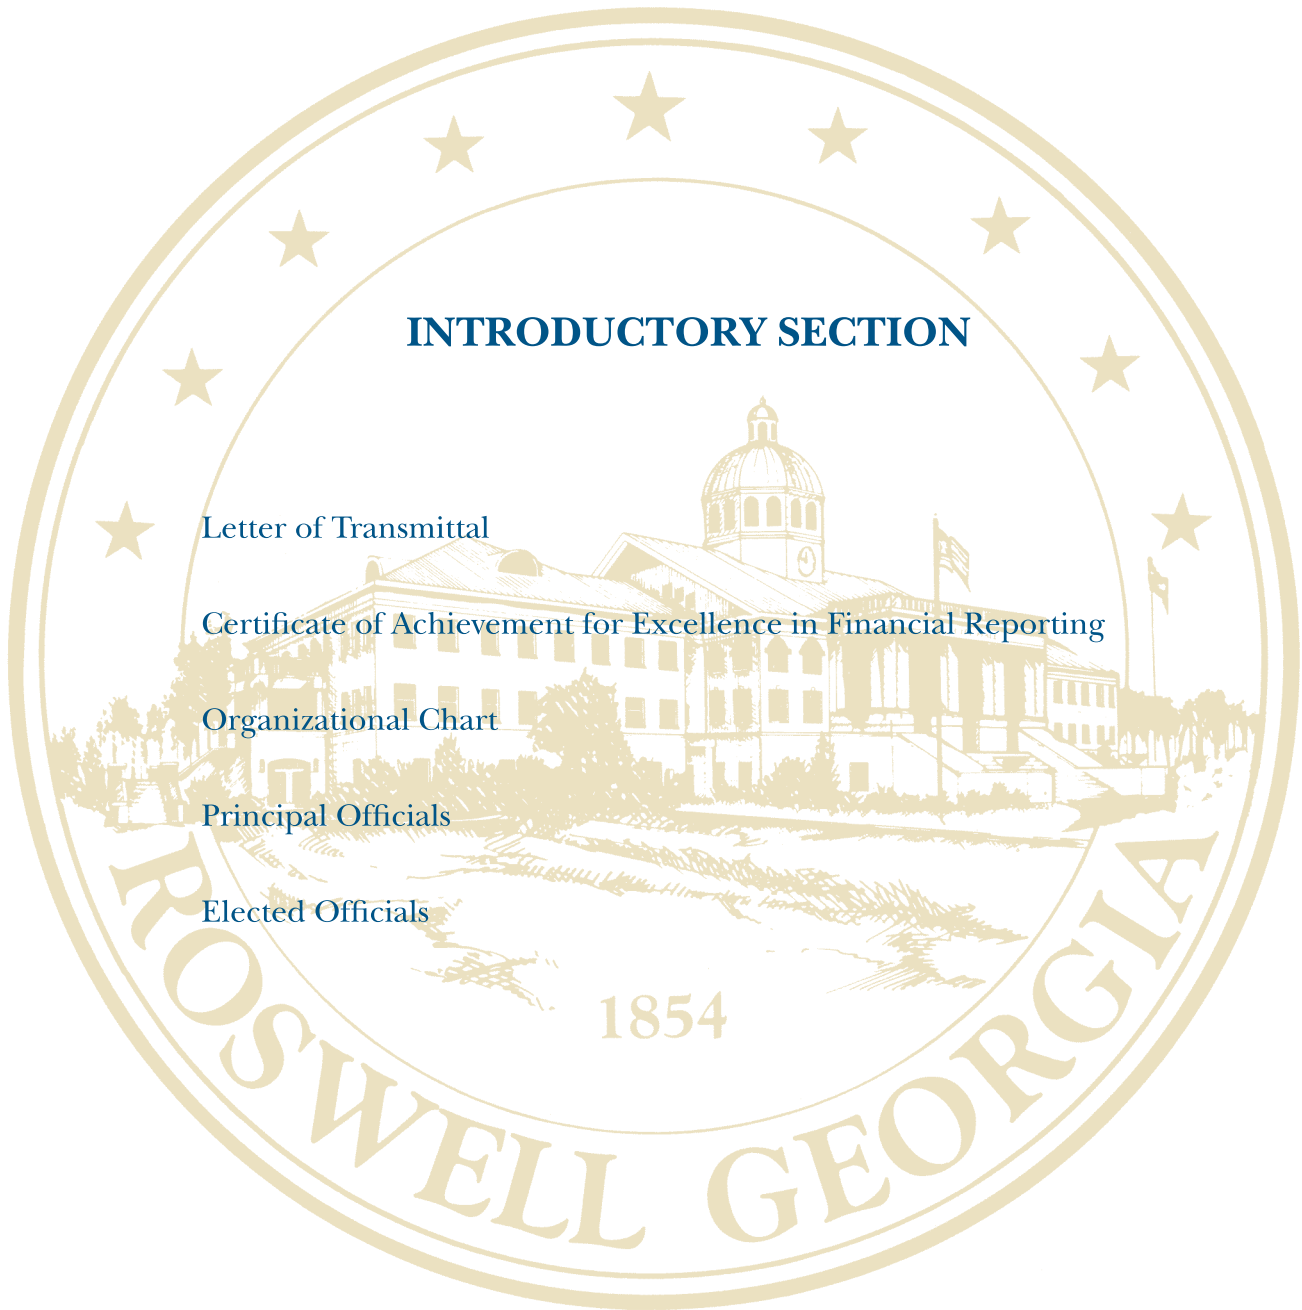 INTRODUCTORY SECTION
Letter of Transmittal
Certificate of Achievement for Excellence in Financial Reporting
Organizational Chart
Principal Officials
Elected Officials
1854
ROSWELL GEORGIA